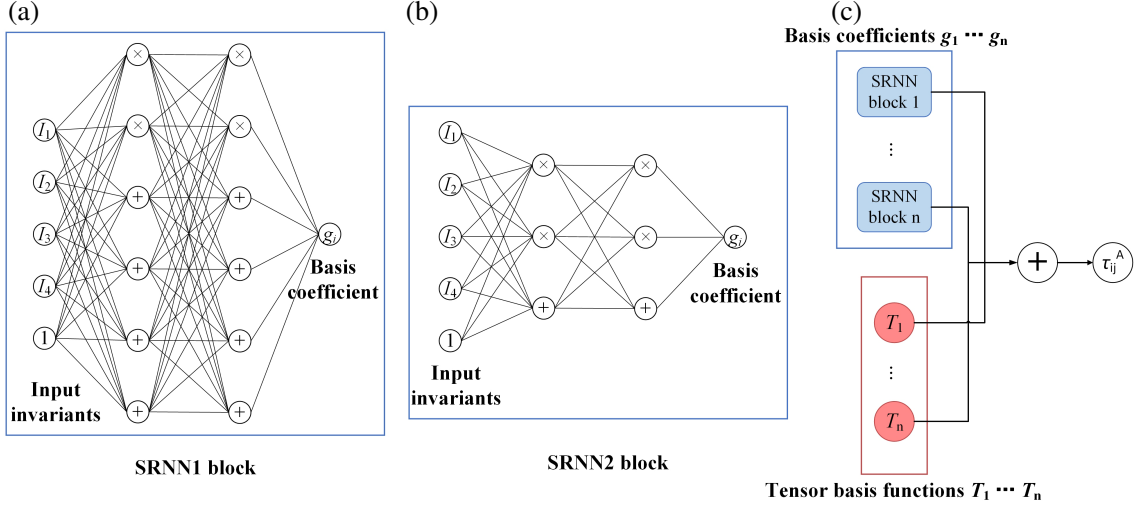 (a)
×
×
+
+
+
+
×
×
+
+
+
+
I₁
I₂
I₃
I₄
1
gᵢ
Basis
coefficient
Input
invariants
SRNN1 block
(b)
I₁
I₂
I₃
I₄
1
×
×
+
×
×
+
gᵢ
Basis
coefficient
Input
invariants
SRNN2 block
(c)
Basis coefficients g₁ ⋯ gₙ
SRNN
block 1
⋮
SRNN
block n
+
τᵢⱼᴬ
T₁
⋮
Tₙ
Tensor basis functions T₁ ⋯ Tₙ